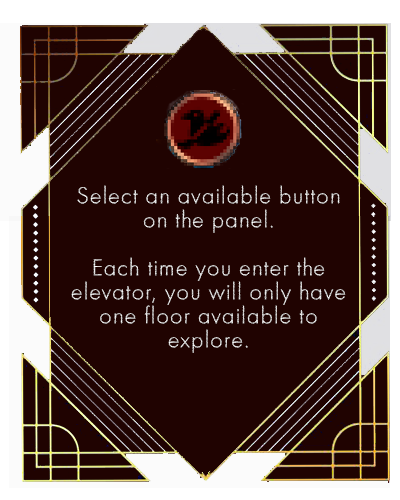 Select an available button
on the panel.
Each time you enter the
elevator, you will only have
one floor available to
explore.